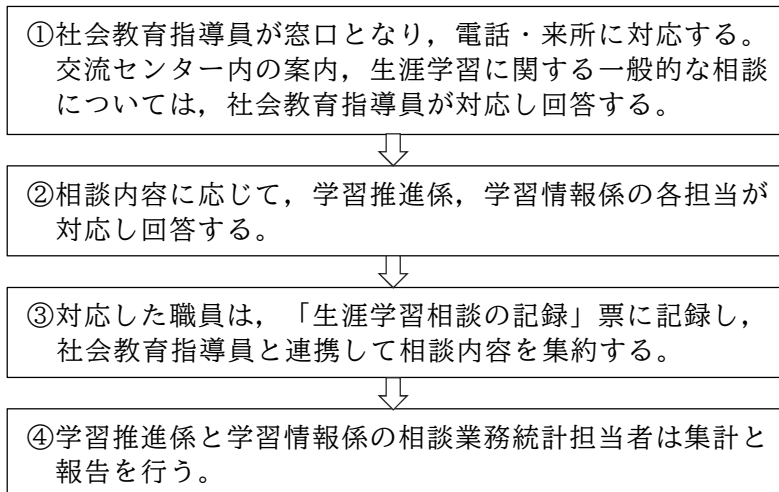 ①社会教育指導員が窓口となり，電話・来所に対応する。
交流センター内の案内，生涯学習に関する一般的な相談
については，社会教育指導員が対応し回答する。
②相談内容に応じて，学習推進係，学習情報係の各担当が
対応し回答する。
③対応した職員は，「生涯学習相談の記録」票に記録し，
社会教育指導員と連携して相談内容を集約する。
④学習推進係と学習情報係の相談業務統計担当者は集計と
報告を行う。